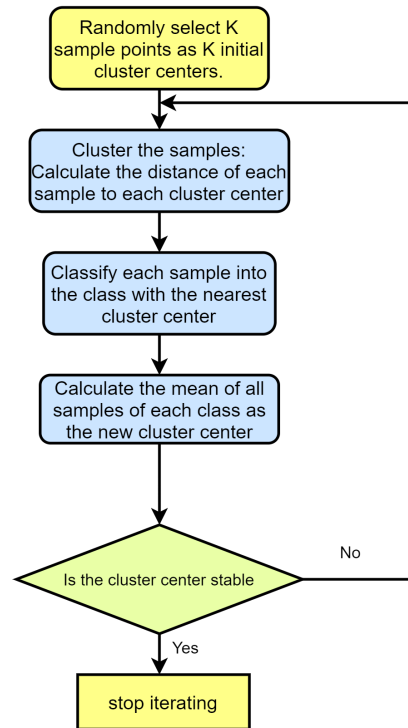 Randomly select K
sample points as K initial
cluster centers.
Cluster the samples:
Calculate the distance of each
sample to each cluster center
Classify each sample into
the class with the nearest
cluster center
Calculate the mean of all
samples of each class as
the new cluster center
Is the cluster center stable
No
Yes
stop iterating